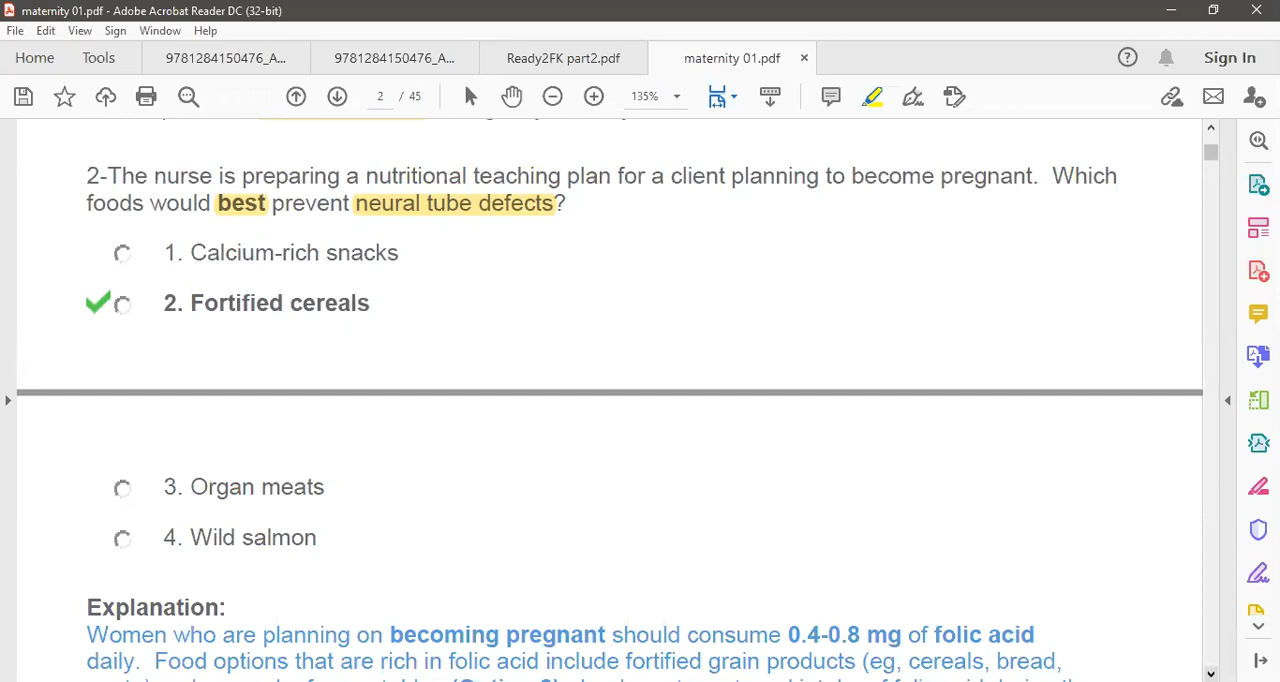 maternity 01.pdf - Adobe Acrobat Reader DC (32-bit)
File Edit View Sign Window Help
Home Tools 9781284150476_A... 9781284150476_A... Ready2FK part2.pdf maternity 01.pdf × Sign In
2 / 45 135%
2-The nurse is preparing a nutritional teaching plan for a client planning to become pregnant. Which
foods would best prevent neural tube defects?
1. Calcium-rich snacks
2. Fortified cereals
3. Organ meats
4. Wild salmon
Explanation:
Women who are planning on becoming pregnant should consume 0.4-0.8 mg of folic acid
daily. Food options that are rich in folic acid include fortified grain products (eg, cereals, bread,